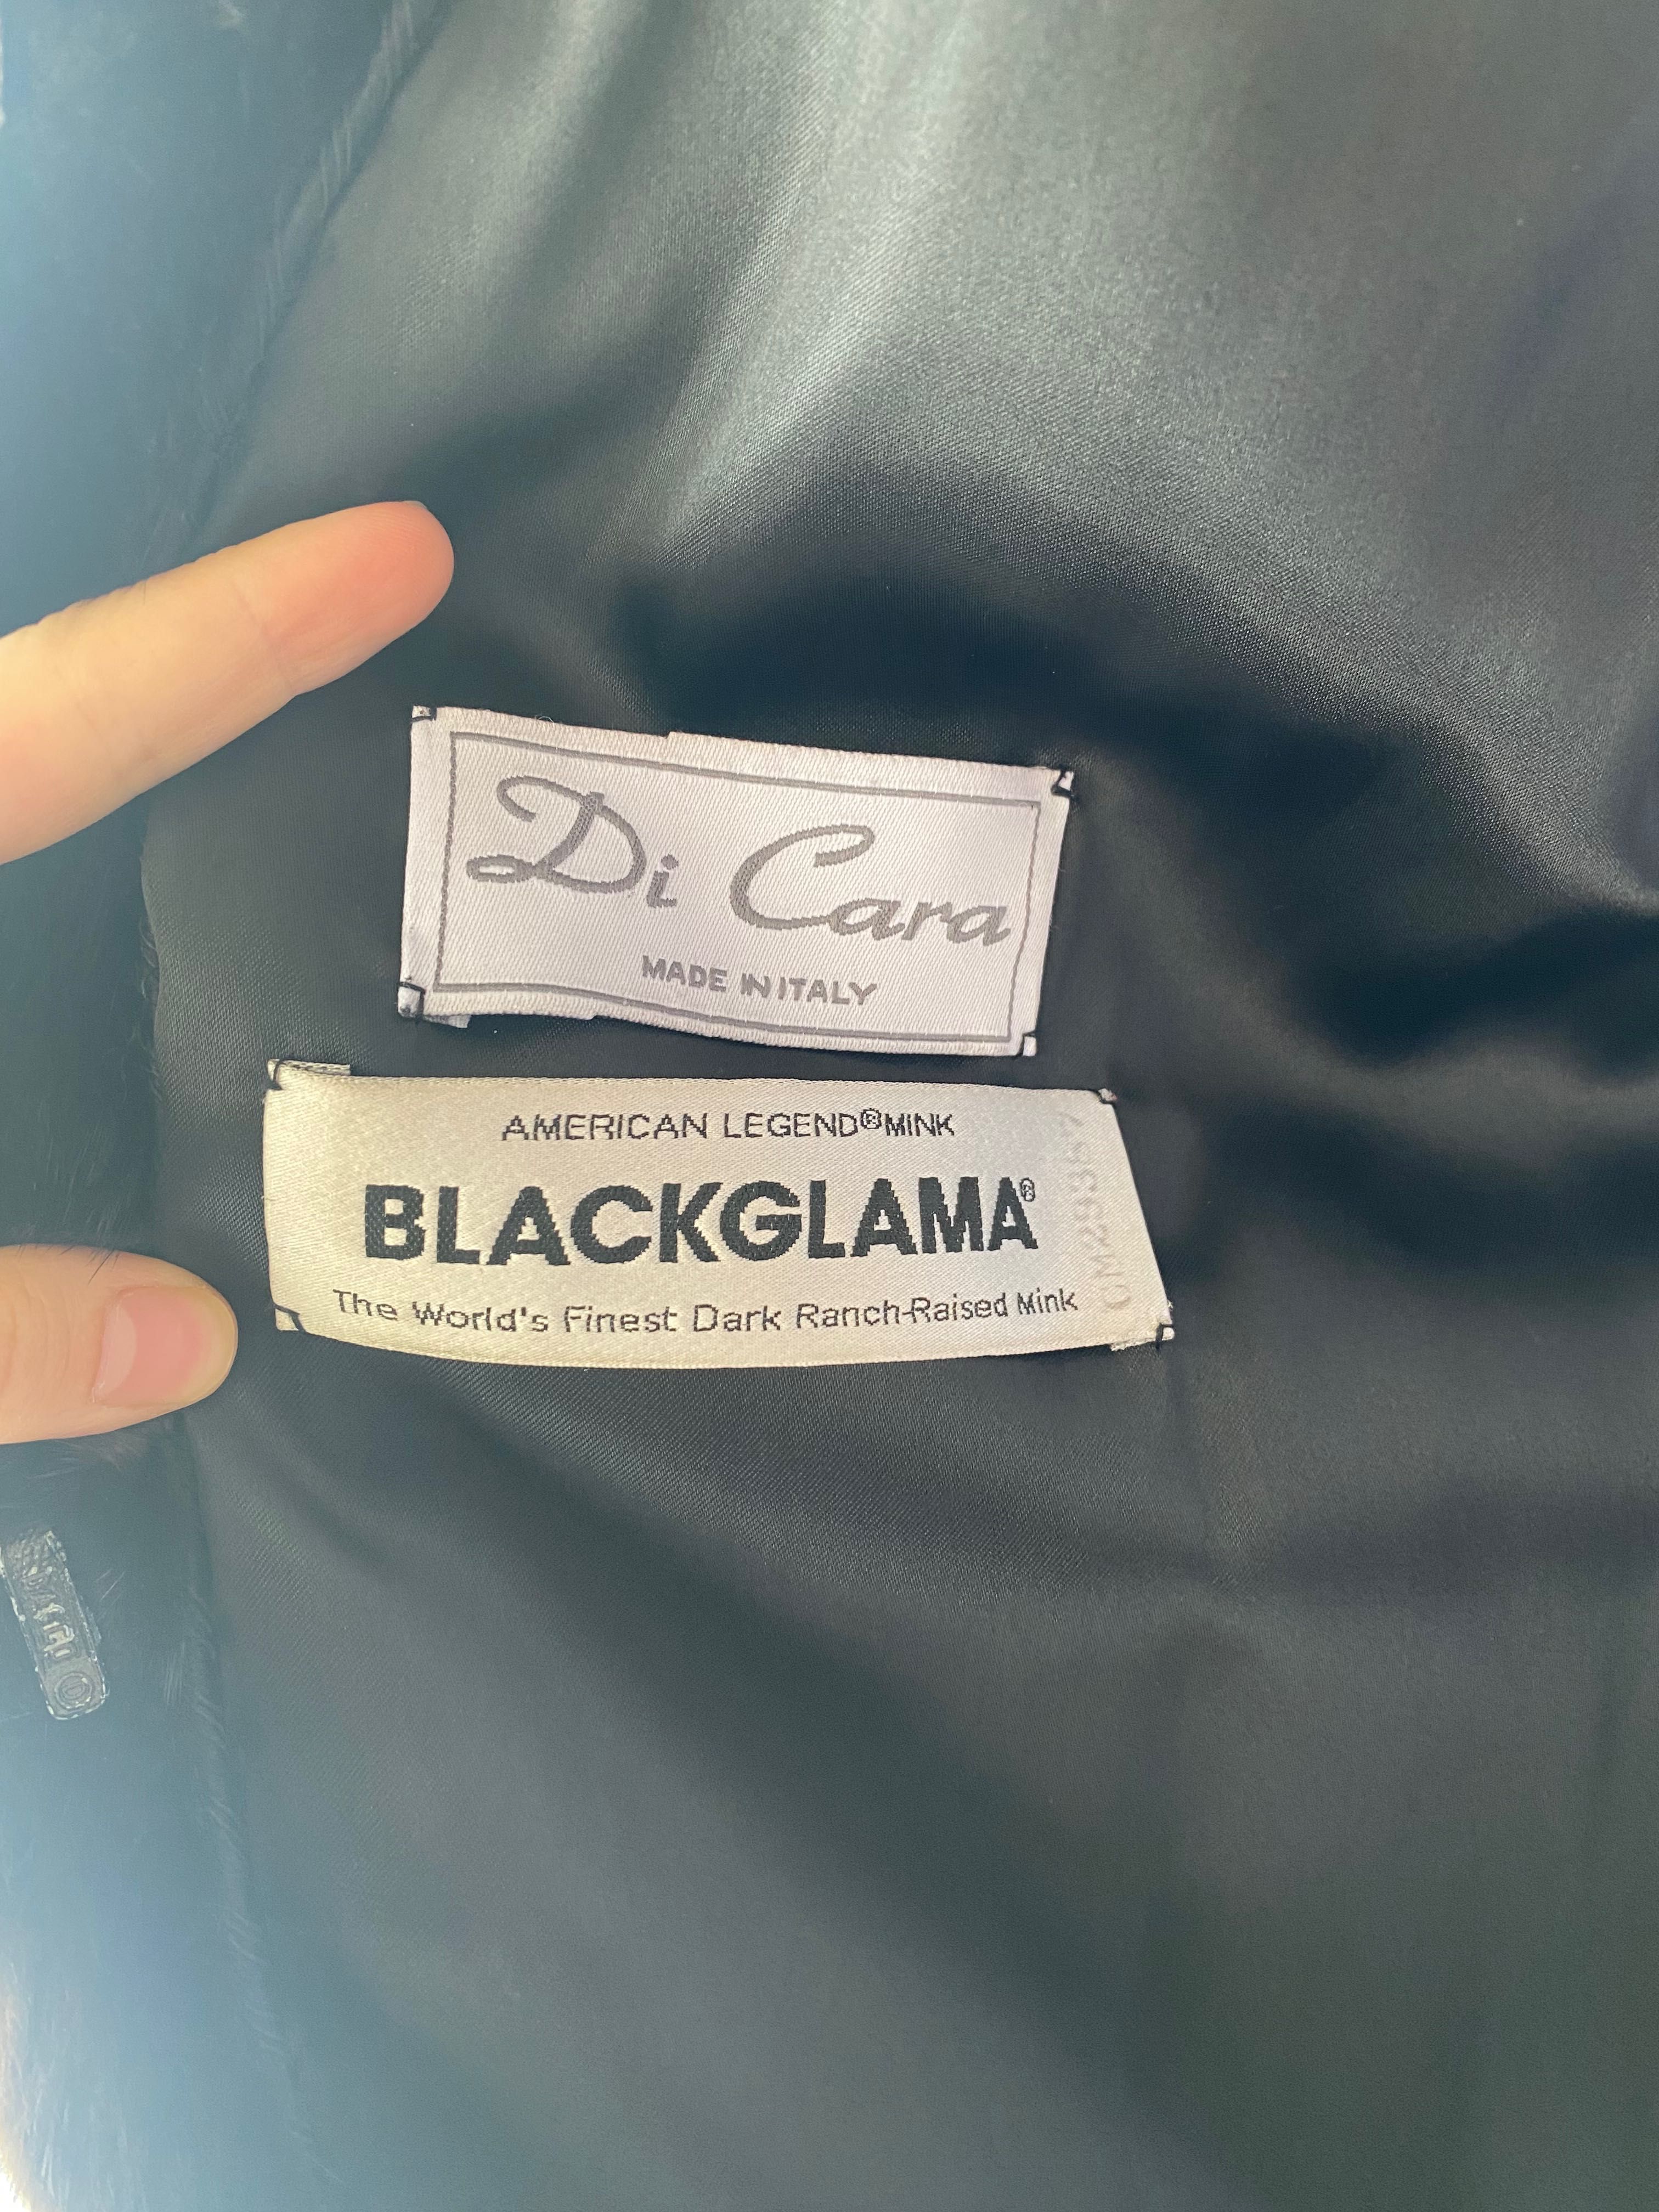 Di Cara
MADE IN ITALY
AMERICAN LEGEND® MINK
BLACKGLAMA®
The World's Finest Dark Ranch-Raised Mink